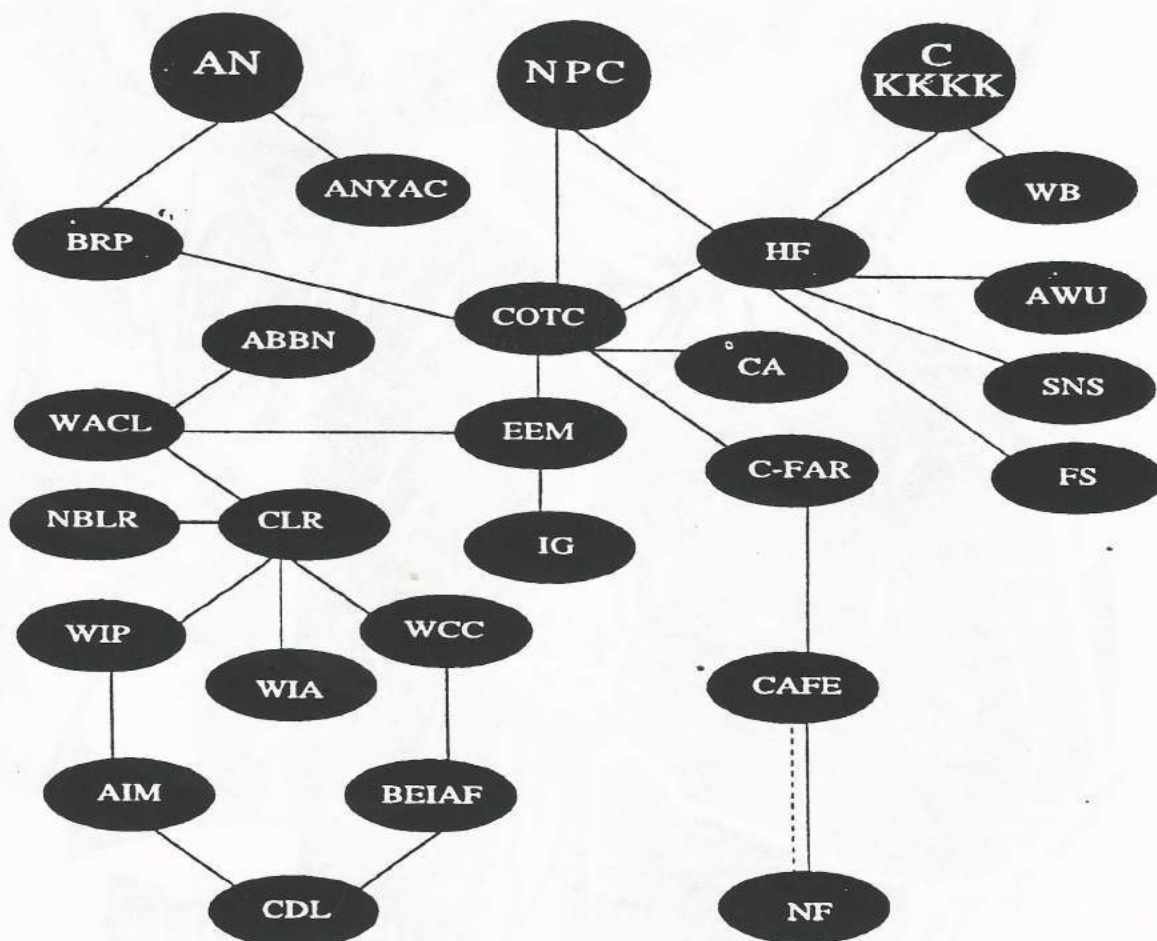 AN
NPC
C
KKKK
ANYAC
WB
BRP
HF
AWU
COTC
ABBN
CA
SNS
WACL
EEM
C-FAR
FS
NBLR
CLR
IG
WIP
WCC
WIA
CAFE
AIM
BEIAF
CDL
NF